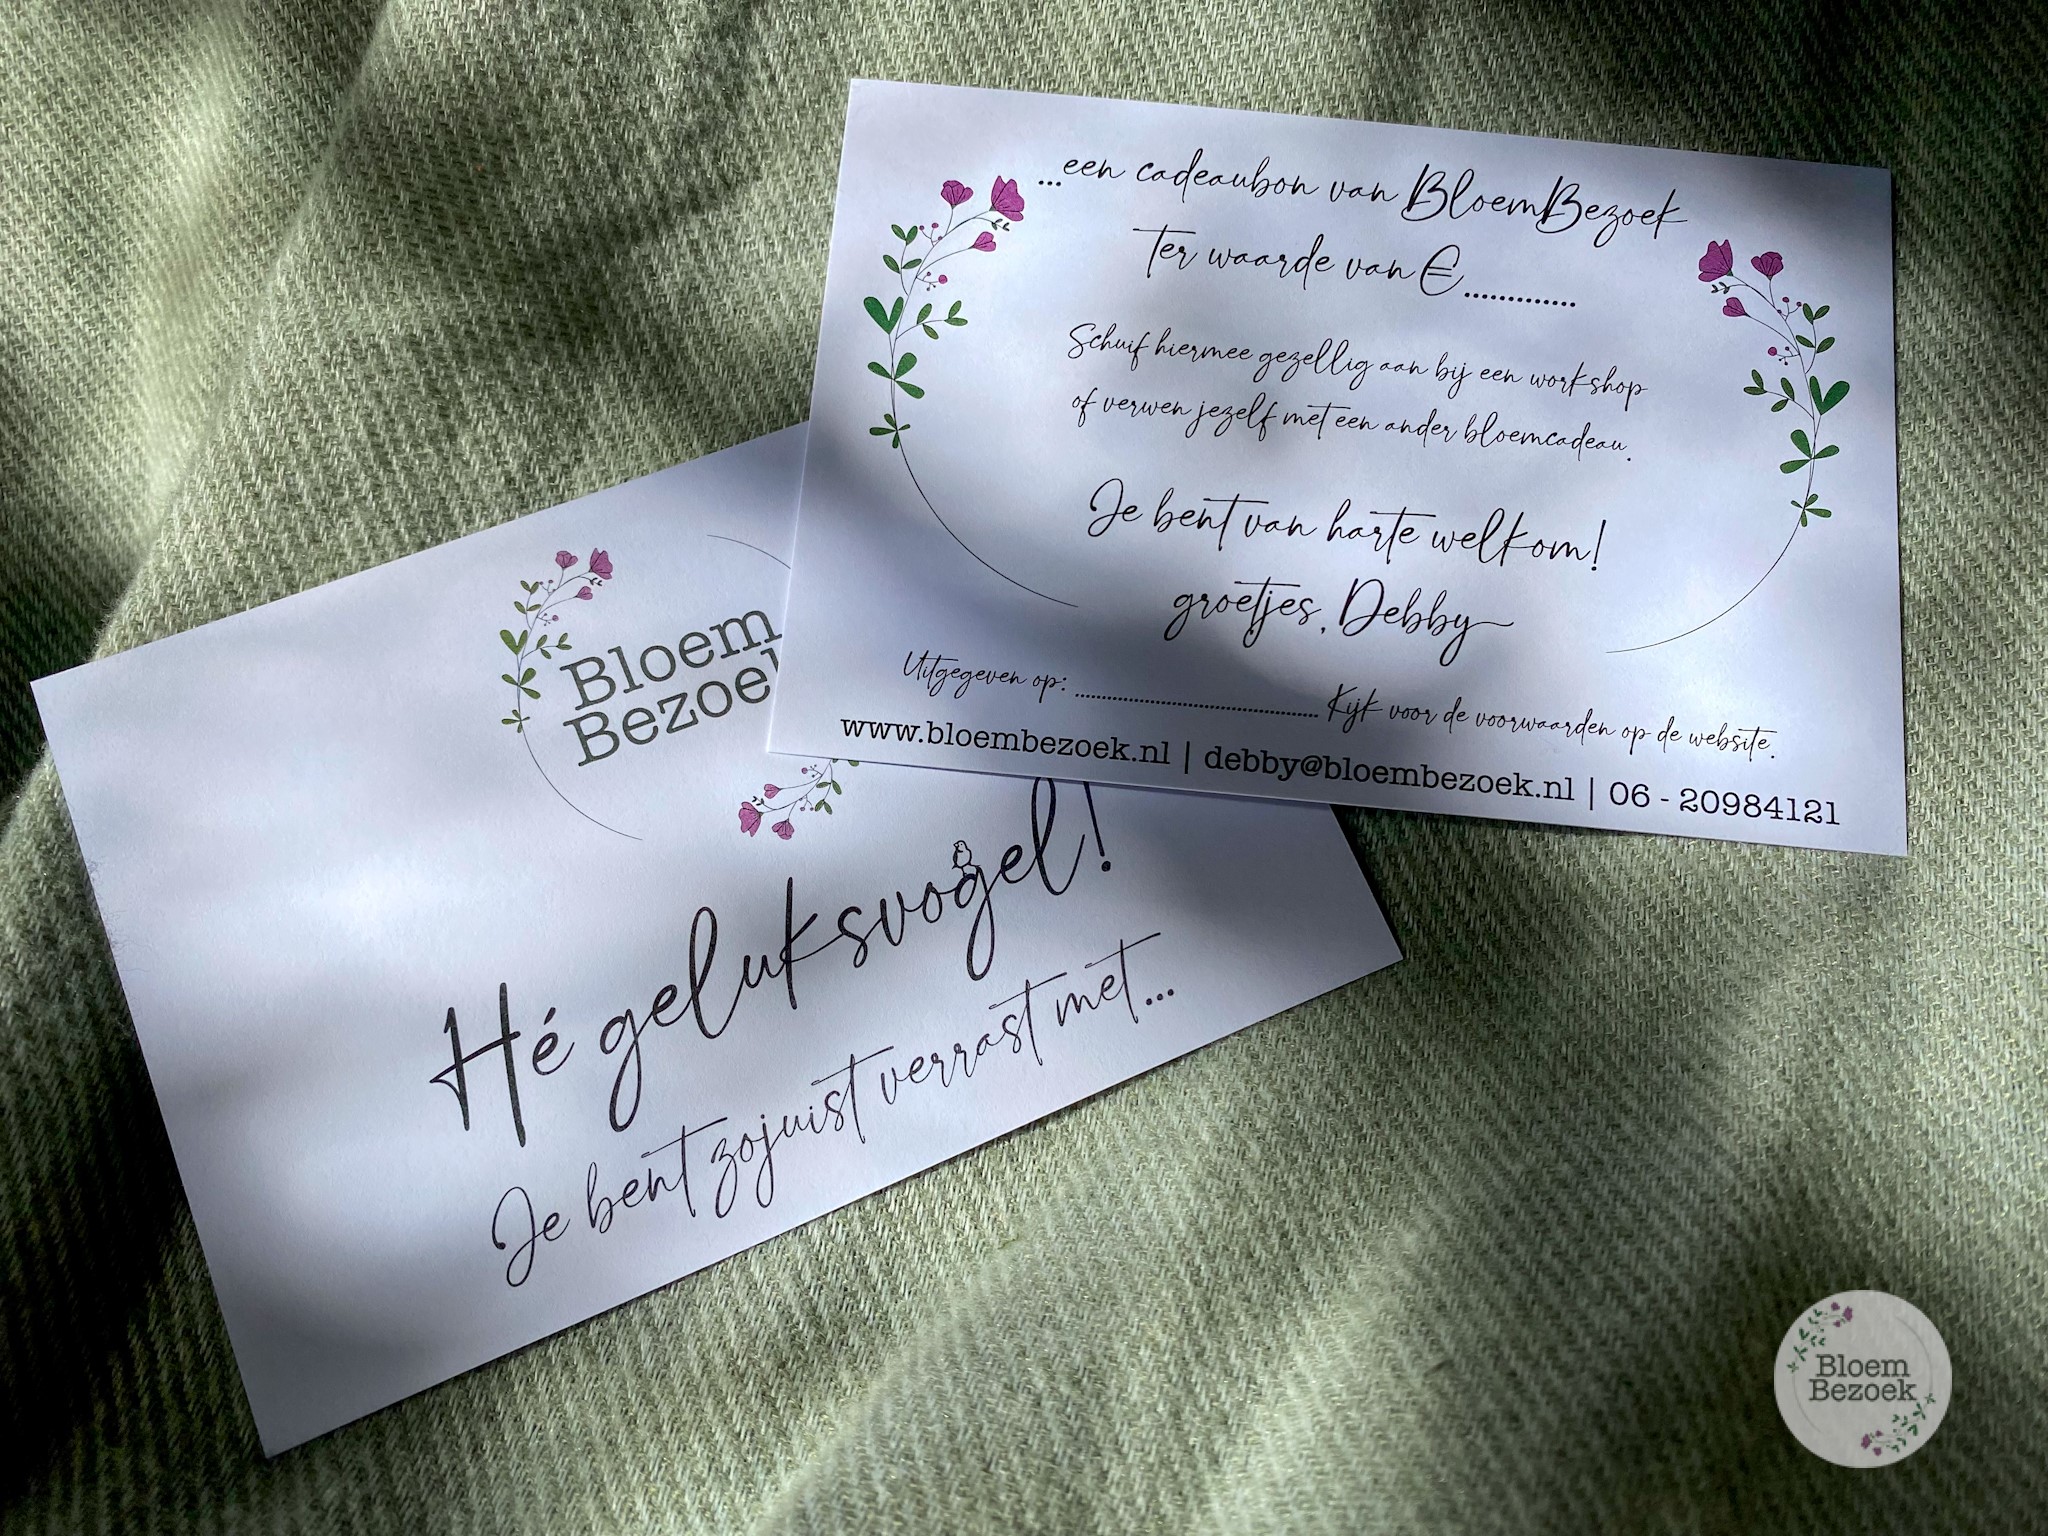 ...een cadeaubon van BloemBezoek
Ter waarde van € ............
Schuif hiermee gezellig aan bij een workshop
of verwen jezelf met een ander bloemcadeau.
Je bent van harte welkom!
groetjes, Debby
Uitgegeven op: ........................................ Kijk voor de voorwaarden op de website.
www.bloembezoek.nl | debby@bloembezoek.nl | 06 - 20984121
Bloem
Bezoek
Hé geluksvogel!
Je bent zojuist verrast met...
Bloem
Bezoek